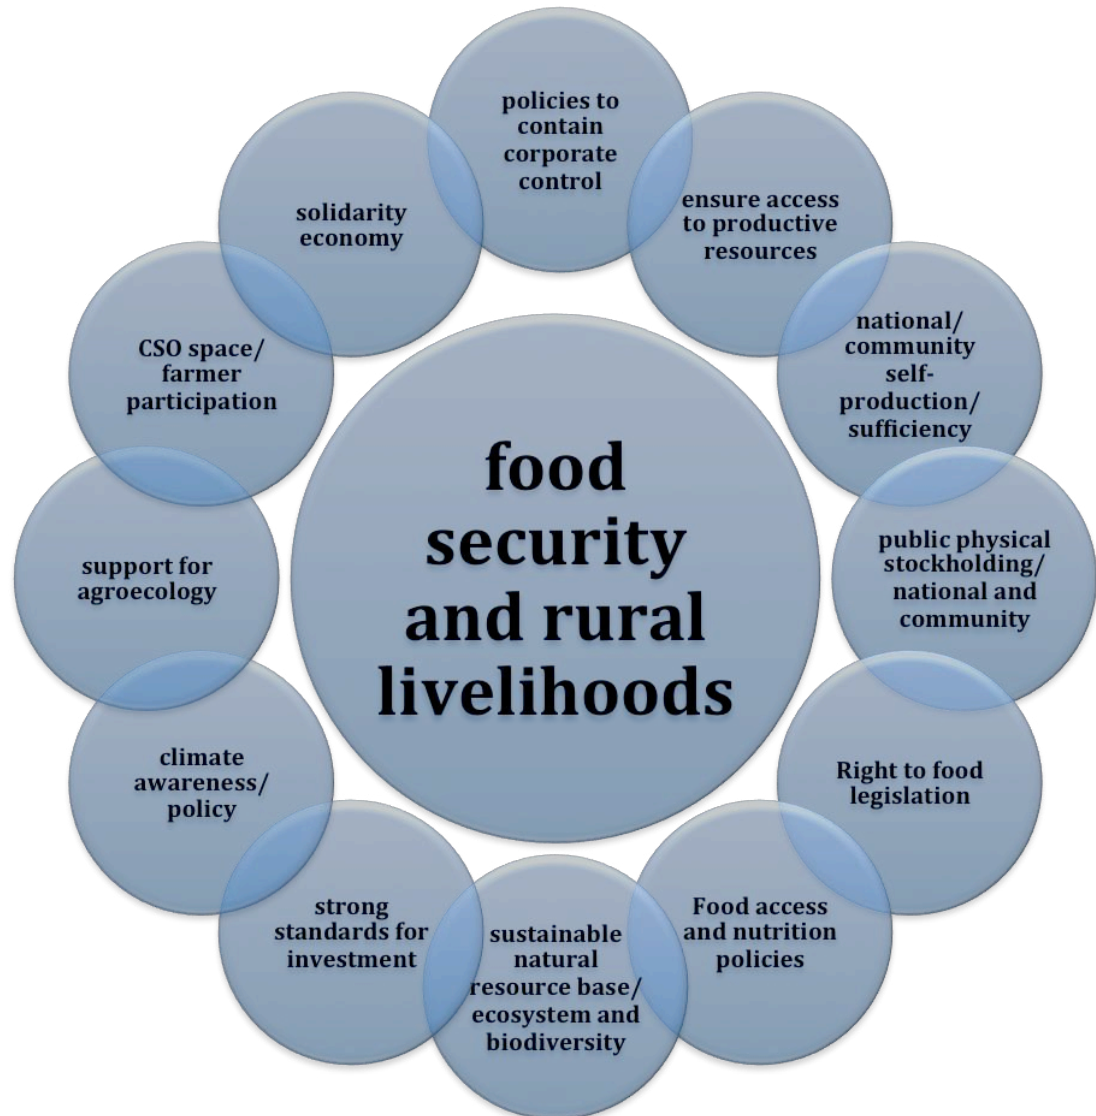 policies to
contain
corporate
control
ensure access
to productive
resources
national/
community
self-
production/
sufficiency
public physical
stockholding/
national and
community
Right to food
legislation
Food access
and nutrition
policies
sustainable
natural
resource base/
ecosystem and
biodiversity
strong
standards for
investment
climate
awareness/
policy
support for
agroecology
CSO space/
farmer
participation
solidarity
economy
food
security
and rural
livelihoods